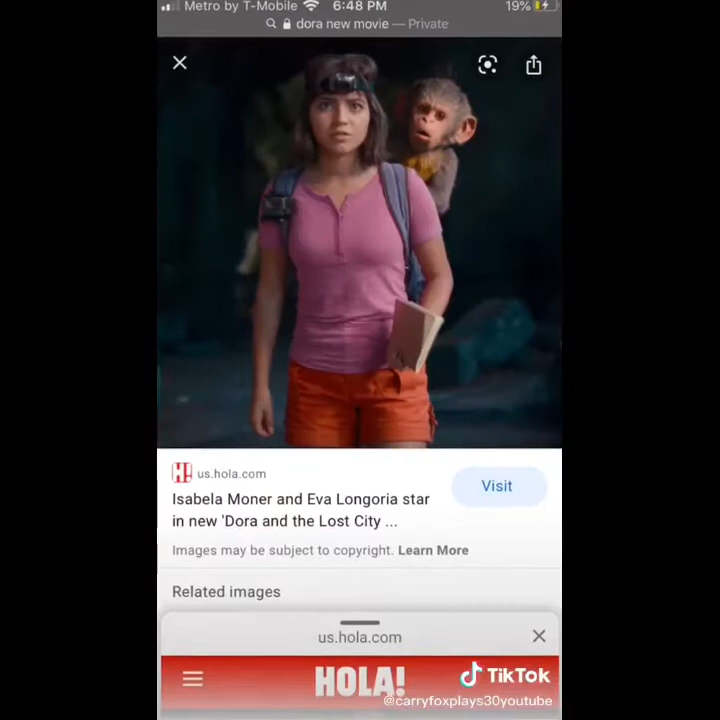 Metro by T-Mobile 6:48 PM 19%
dora new movie — Private
H!
us.hola.com
Visit
Isabela Moner and Eva Longoria star
in new 'Dora and the Lost City ...
Images may be subject to copyright. Learn More
Related images
us.hola.com
HOLA!
TikTok
@carryfoxplays30youtube